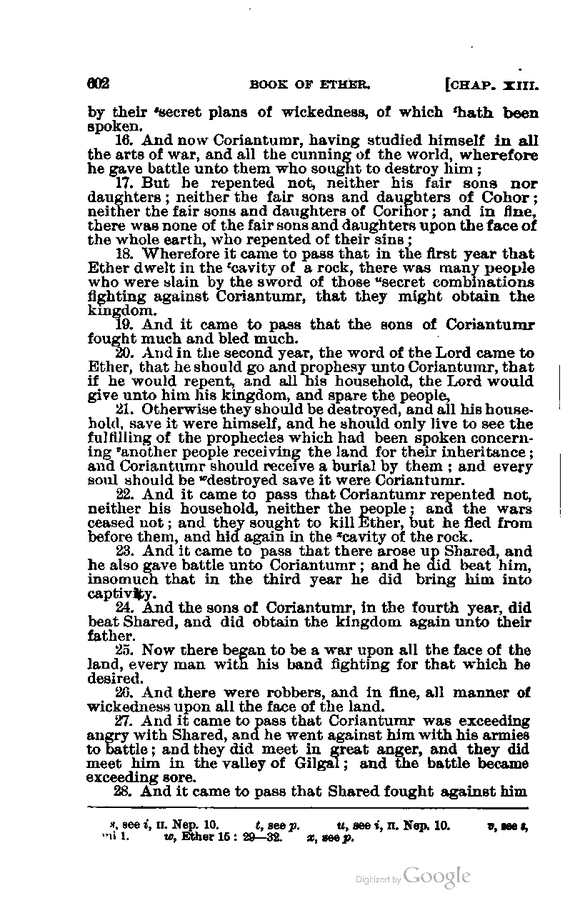 602 BOOK OF ETHER. [CHAP. XIII.
by their ˢsecret plans of wickedness, of which ᵗhath been
spoken.
16. And now Coriantumr, having studied himself in all
the arts of war, and all the cunning of the world, wherefore
he gave battle unto them who sought to destroy him;
17. But he repented not, neither his fair sons nor
daughters; neither the fair sons and daughters of Cohor;
neither the fair sons and daughters of Corihor; and in fine,
there was none of the fair sons and daughters upon the face of
the whole earth, who repented of their sins;
18. Wherefore it came to pass that in the first year that
Ether dwelt in the ᵗcavity of a rock, there was many people
who were slain by the sword of those ᵘsecret combinations
fighting against Coriantumr, that they might obtain the
kingdom.
19. And it came to pass that the sons of Coriantumr
fought much and bled much.
20. And in the second year, the word of the Lord came to
Ether, that he should go and prophesy unto Coriantumr, that
if he would repent, and all his household, the Lord would
give unto him his kingdom, and spare the people,
21. Otherwise they should be destroyed, and all his house-
hold, save it were himself, and he should only live to see the
fulfilling of the prophecies which had been spoken concern-
ing ᵛanother people receiving the land for their inheritance;
and Coriantumr should receive a burial by them; and every
soul should be ʷdestroyed save it were Coriantumr.
22. And it came to pass that Coriantumr repented not,
neither his household, neither the people; and the wars
ceased not; and they sought to kill Ether, but he fled from
before them, and hid again in the ˣcavity of the rock.
23. And it came to pass that there arose up Shared, and
he also gave battle unto Coriantumr; and he did beat him,
insomuch that in the third year he did bring him into
captivity.
24. And the sons of Coriantumr, in the fourth year, did
beat Shared, and did obtain the kingdom again unto their
father.
25. Now there began to be a war upon all the face of the
land, every man with his band fighting for that which he
desired.
26. And there were robbers, and in fine, all manner of
wickedness upon all the face of the land.
27. And it came to pass that Coriantumr was exceeding
angry with Shared, and he went against him with his armies
to battle; and they did meet in great anger, and they did
meet him in the valley of Gilgal; and the battle became
exceeding sore.
28. And it came to pass that Shared fought against him
s, see i, II. Nep. 10. t, see p. u, see i, II. Nep. 10. v, see s,
1. w, Ether 15: 29—32. x, see p.
Digitized by Google